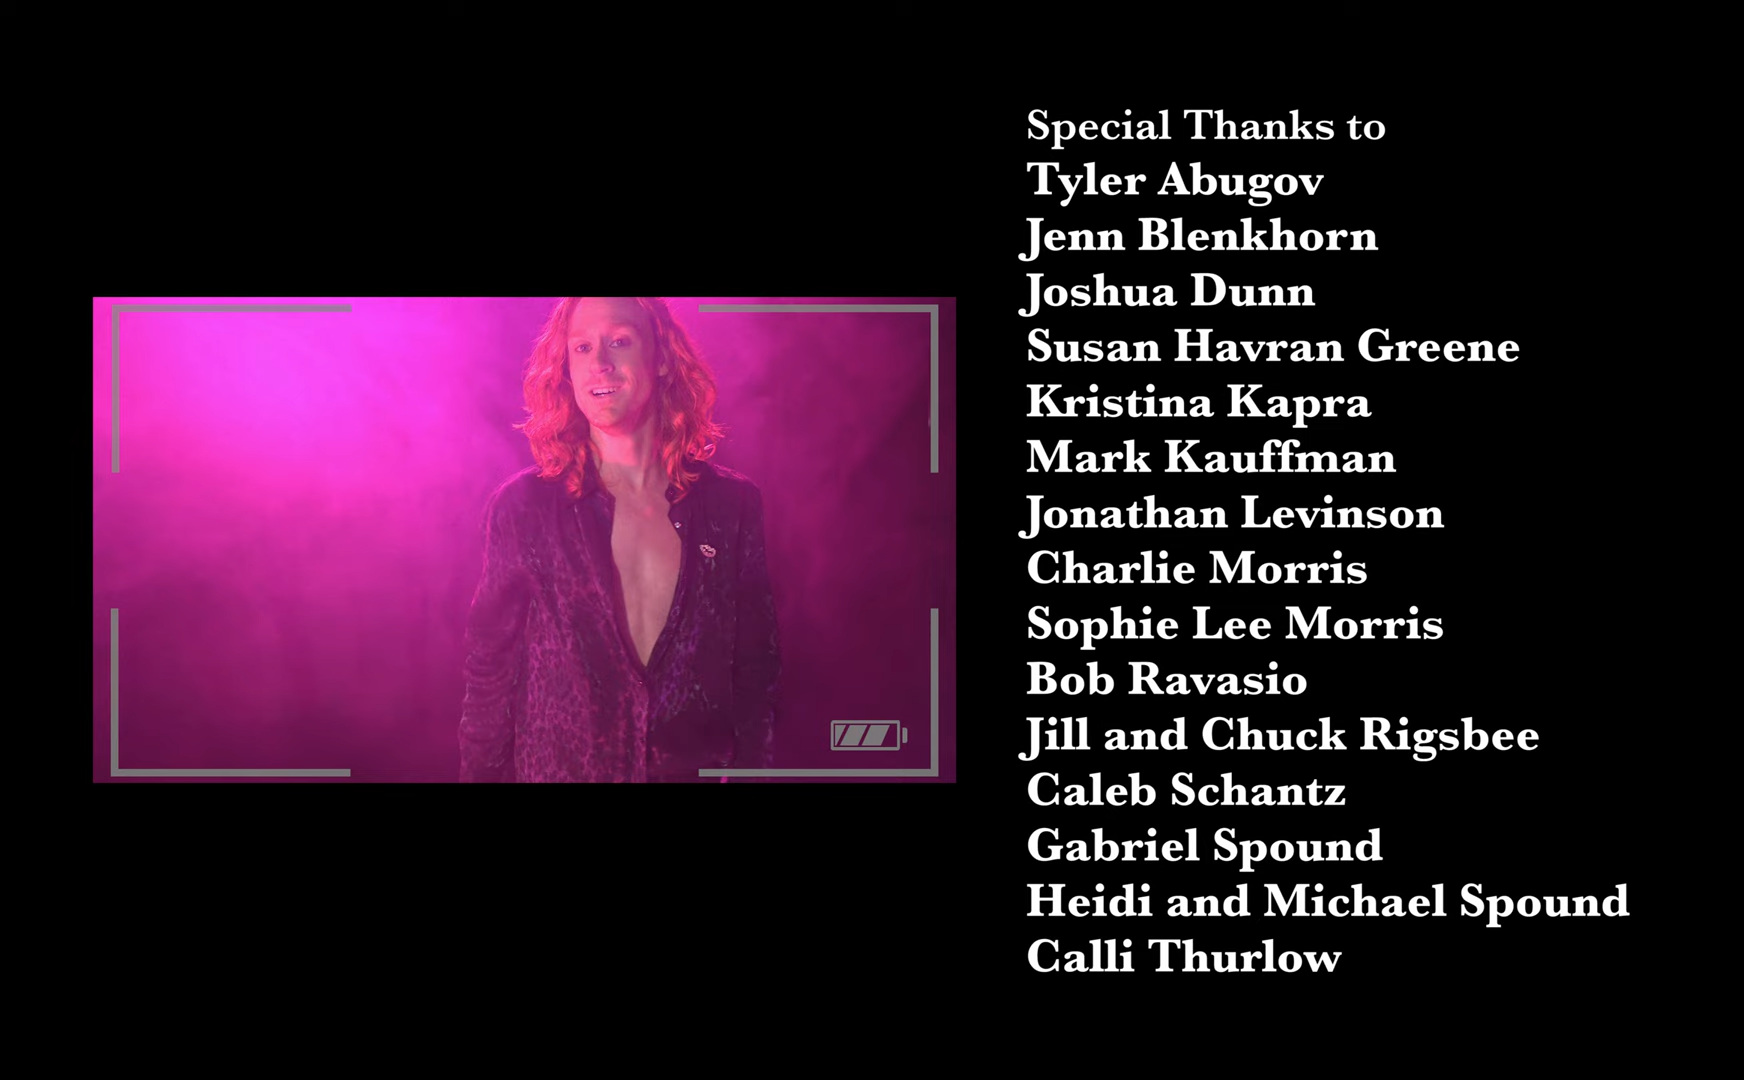 Special Thanks to
Tyler Abugov
Jenn Blenkhorn
Joshua Dunn
Susan Havran Greene
Kristina Kapra
Mark Kauffman
Jonathan Levinson
Charlie Morris
Sophie Lee Morris
Bob Ravasio
Jill and Chuck Rigsbee
Caleb Schantz
Gabriel Spound
Heidi and Michael Spound
Calli Thurlow